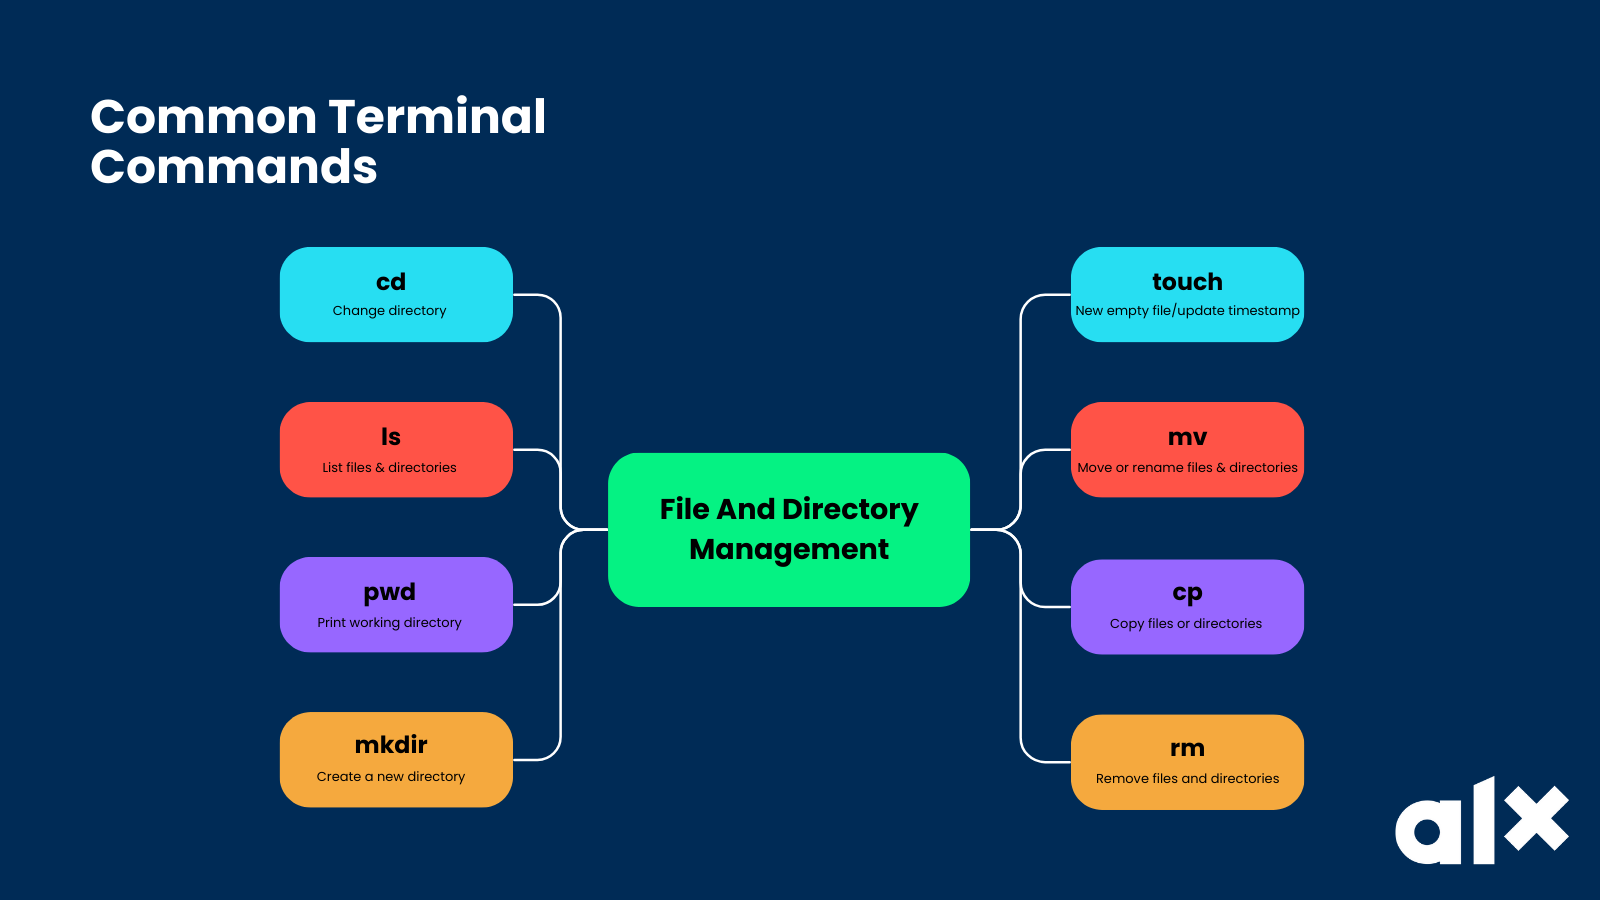 Common Terminal
Commands
cd
Change directory
ls
List files & directories
pwd
Print working directory
mkdir
Create a new directory
File And Directory
Management
touch
New empty file/update timestamp
mv
Move or rename files & directories
cp
Copy files or directories
rm
Remove files and directories
alx